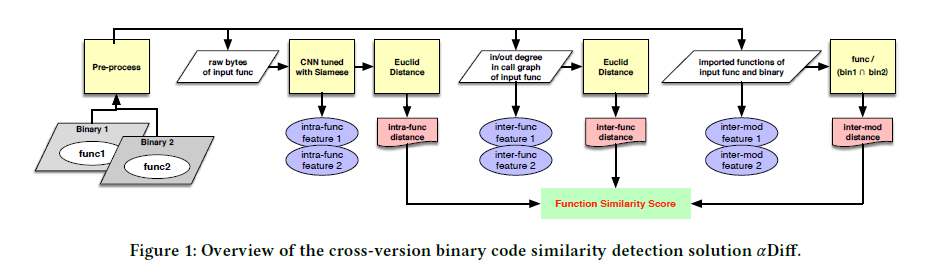 Pre-process
raw bytes
of input func
CNN tuned
with Siamese
Euclid
Distance
in/out degree
in call graph
of input func
Euclid
Distance
imported functions of
input func and binary
func /
(bin1 ∩ bin2)
Binary 1
func1
Binary 2
func2
intra-func
feature 1
intra-func
feature 2
intra-func
distance
inter-func
feature 1
inter-func
feature 2
inter-func
distance
inter-mod
feature 1
inter-mod
feature 2
inter-mod
distance
Function Similarity Score
Figure 1: Overview of the cross-version binary code similarity detection solution αDiff.